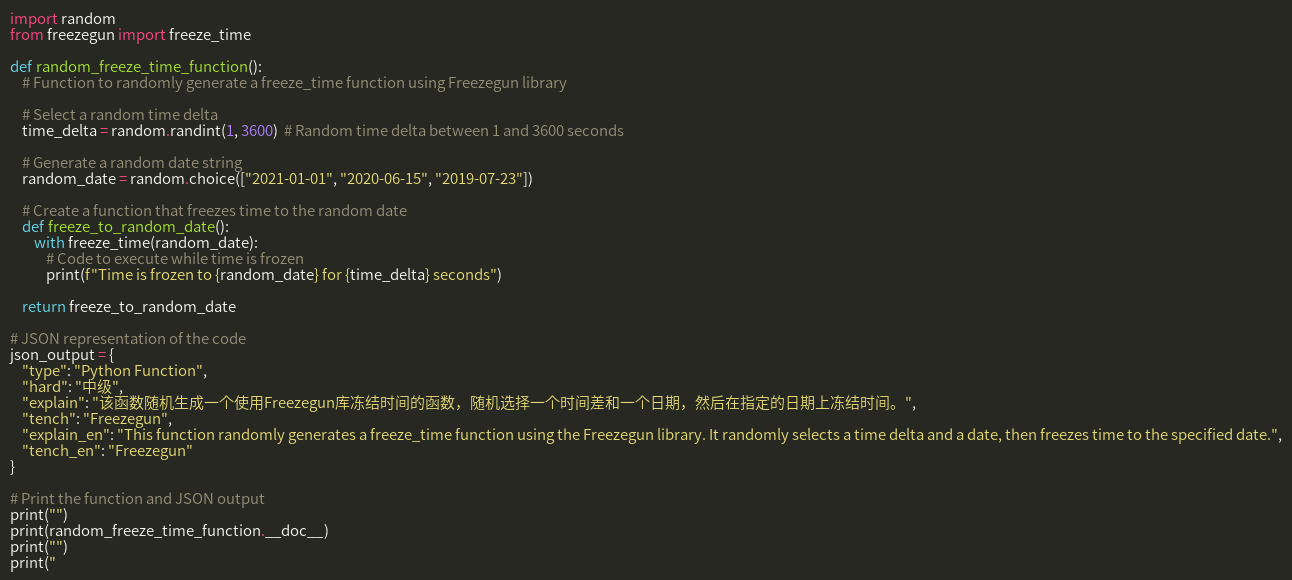 import random
from freezegun import freeze_time
def random_freeze_time_function():
# Function to randomly generate a freeze_time function using Freezegun library
# Select a random time delta
time_delta = random.randint(1, 3600)  # Random time delta between 1 and 3600 seconds
# Generate a random date string
random_date = random.choice(["2021-01-01", "2020-06-15", "2019-07-23"])
# Create a function that freezes time to the random date
def freeze_to_random_date():
with freeze_time(random_date):
# Code to execute while time is frozen
print(f"Time is frozen to {random_date} for {time_delta} seconds")
return freeze_to_random_date
# JSON representation of the code
json_output = {
"type": "Python Function",
"hard": "中级",
"explain": "该函数随机生成一个使用Freezegun库冻结时间的函数，随机选择一个时间差和一个日期，然后在指定的日期上冻结时间。",
"tench": "Freezegun",
"explain_en": "This function randomly generates a freeze_time function using the Freezegun library. It randomly selects a time delta and a date, then freezes time to the specified date.",
"tench_en": "Freezegun"
}
# Print the function and JSON output
print("")
print(random_freeze_time_function.__doc__)
print("")
print("